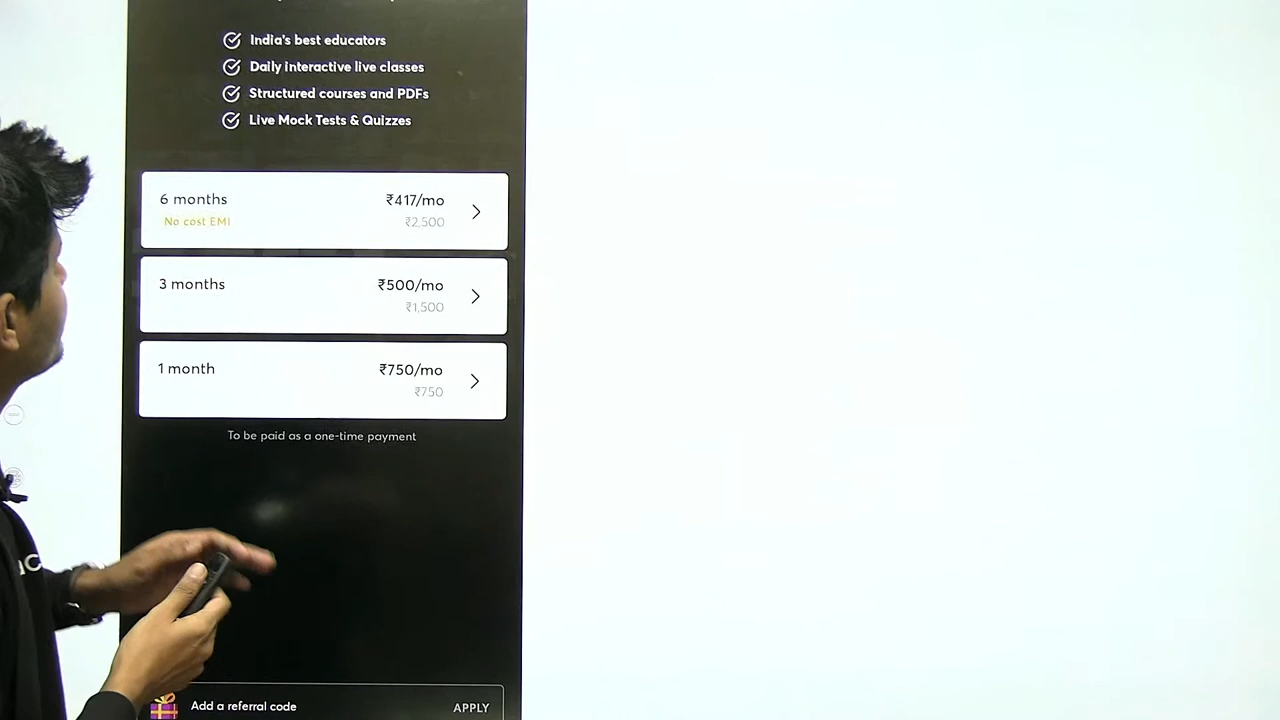 India's best educators
Daily interactive live classes
Structured courses and PDFs
Live Mock Tests & Quizzes
6 months ₹417/mo
No cost EMI ₹2,500
3 months ₹500/mo
₹1,500
1 month ₹750/mo
₹750
To be paid as a one-time payment
Add a referral code APPLY